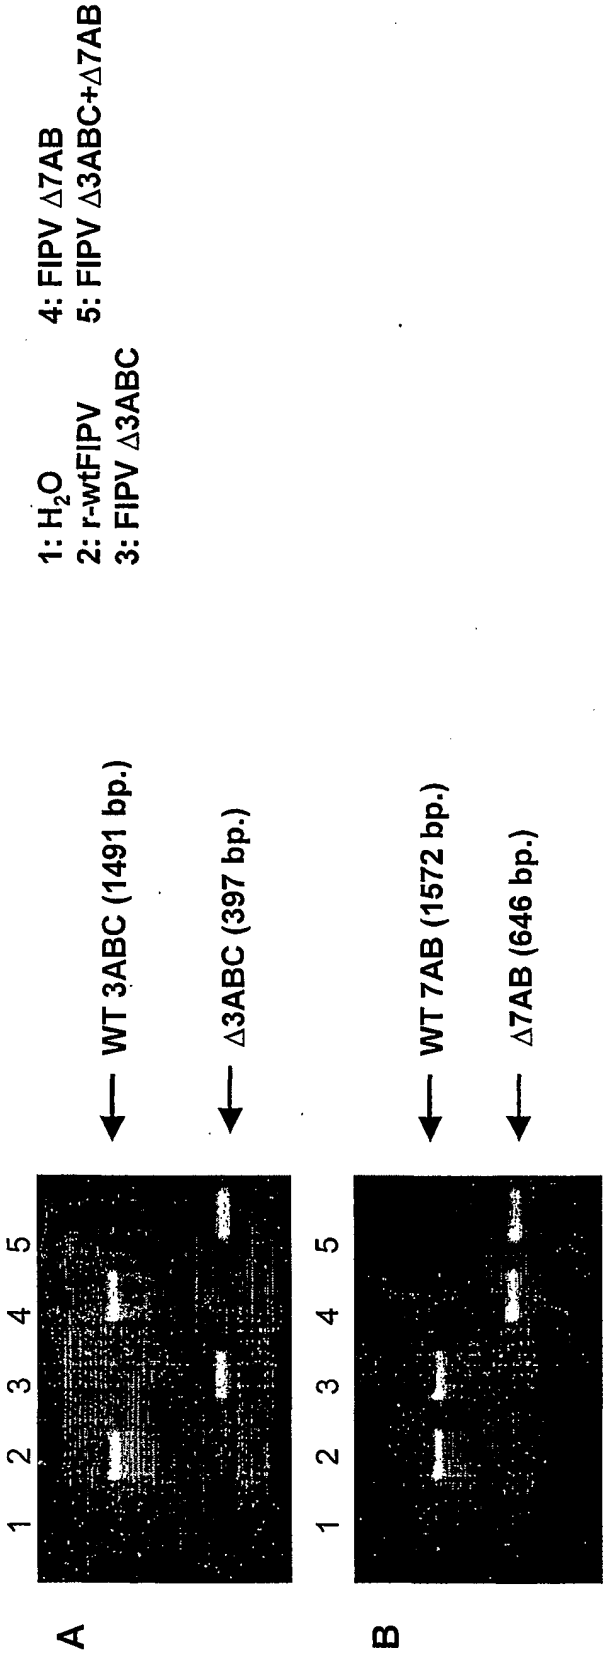 A
1 2 3 4 5
WT 3ABC (1491 bp.)
Δ3ABC (397 bp.)
B
1 2 3 4 5
WT 7AB (1572 bp.)
Δ7AB (646 bp.)
1: H₂O
2: r-wtFIPV
3: FIPV Δ3ABC
4: FIPV Δ7AB
5: FIPV Δ3ABC+Δ7AB